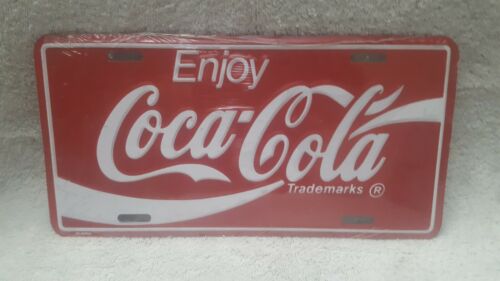 Enjoy
Coca-Cola
Trademarks ®